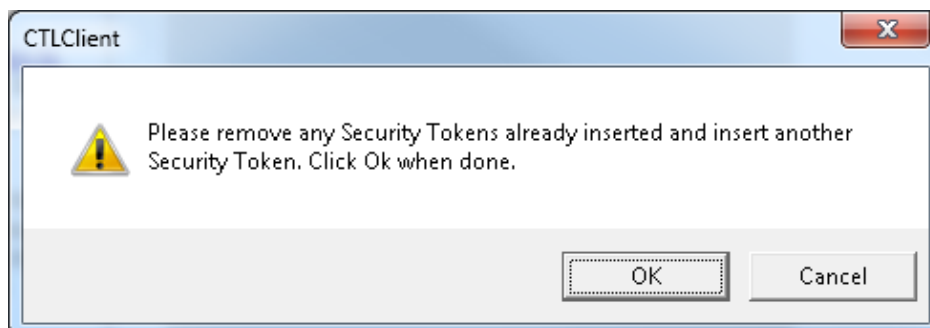 CTLClient
Please remove any Security Tokens already inserted and insert another
Security Token. Click Ok when done.
OK
Cancel